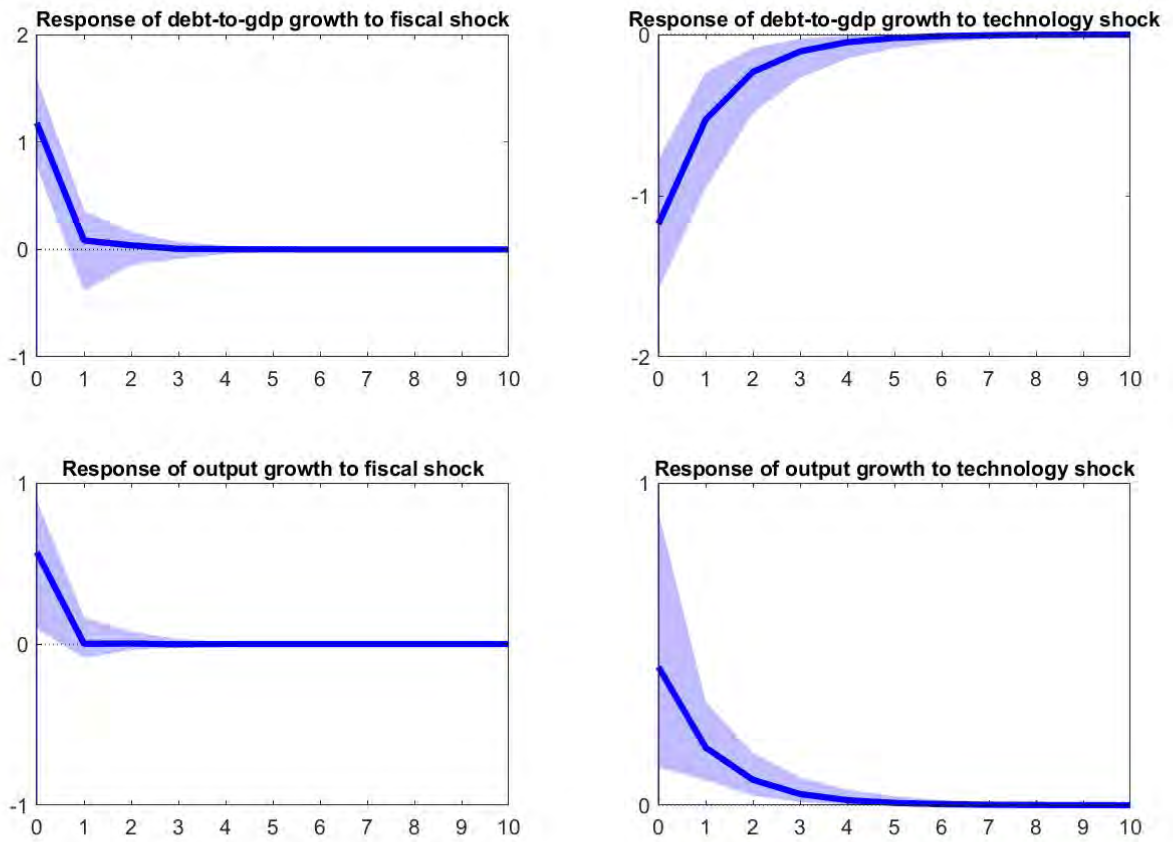 Response of debt-to-gdp growth to fiscal shock
2
1
0
-1
0 1 2 3 4 5 6 7 8 9 10
Response of debt-to-gdp growth to technology shock
0
-1
-2
0 1 2 3 4 5 6 7 8 9 10
Response of output growth to fiscal shock
1
0
-1
0 1 2 3 4 5 6 7 8 9 10
Response of output growth to technology shock
1
0
0 1 2 3 4 5 6 7 8 9 10